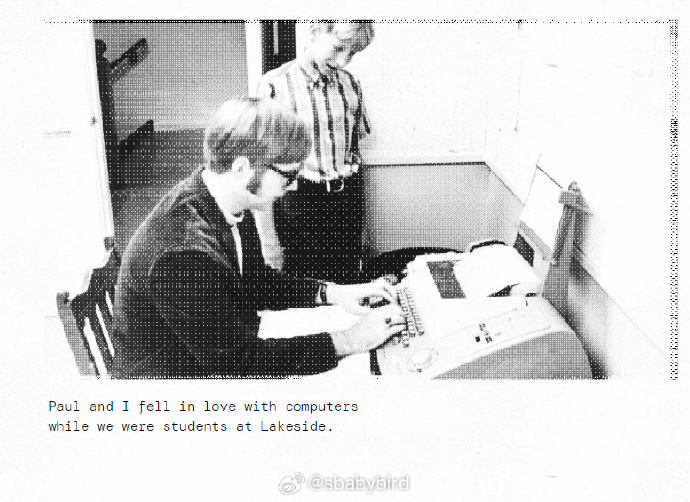 Paul and I fell in love with computers
while we were students at Lakeside.
@sbabybird